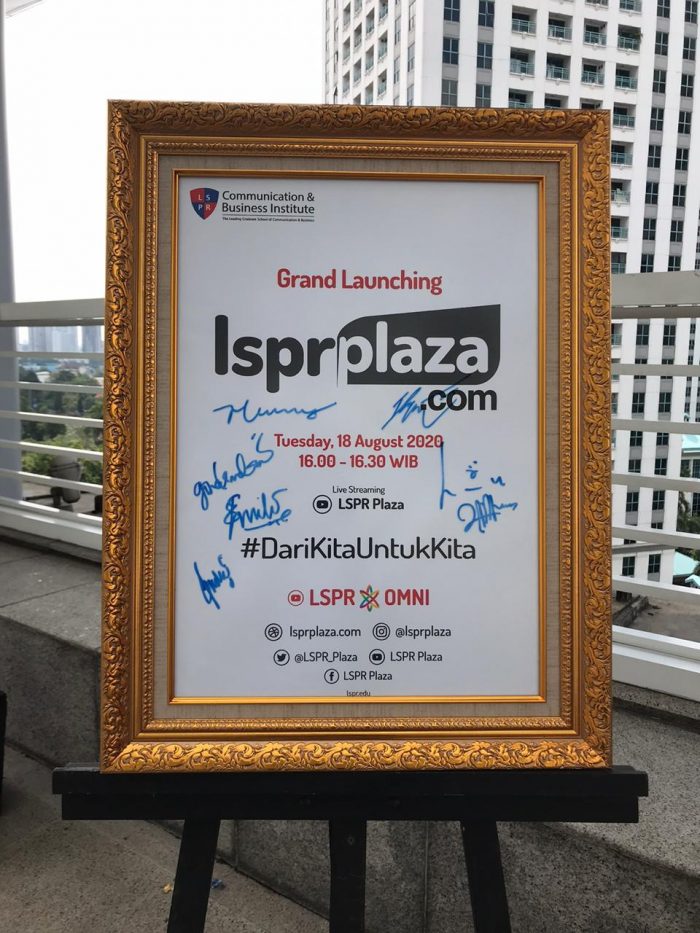 LSPR
Communication &
Business Institute
The Leading Graduate School of Communication & Business
Grand Launching
lsprplaza
.com
Tuesday, 18 August 2020
16.00 - 16.30 WIB
Live Streaming
LSPR Plaza
#DariKitaUntukKita
LSPR OMNI
lsprplaza.com @lsprplaza
@LSPR_Plaza LSPR Plaza
LSPR Plaza
lspr.edu